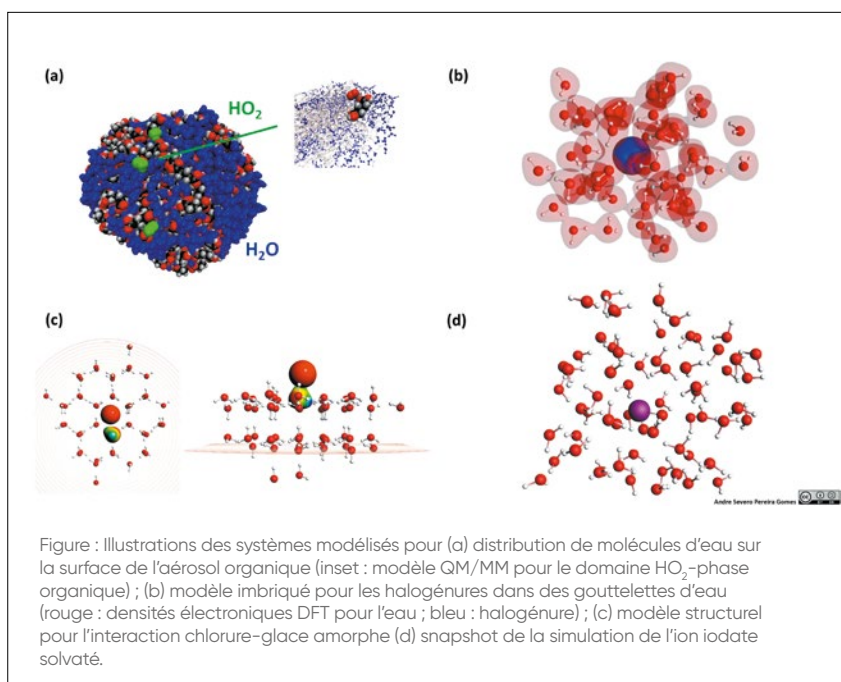 (a)
HO₂
H₂O
(b)
(c)
(d)
Andre Severo Pereira Gomes
Figure : Illustrations des systèmes modélisés pour (a) distribution de molécules d'eau sur
la surface de l'aérosol organique (inset : modèle QM/MM pour le domaine HO₂-phase
organique) ; (b) modèle imbriqué pour les halogénures dans des gouttelettes d'eau
(rouge : densités électroniques DFT pour l'eau ; bleu : halogénure) ; (c) modèle structurel
pour l'interaction chlorure-glace amorphe (d) snapshot de la simulation de l'ion iodate
solvaté.